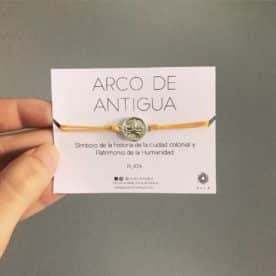 ARCO DE
ANTIGUA
Símbolo de la historia de la ciudad colonial y
Patrimonio de la Humanidad
PLATA